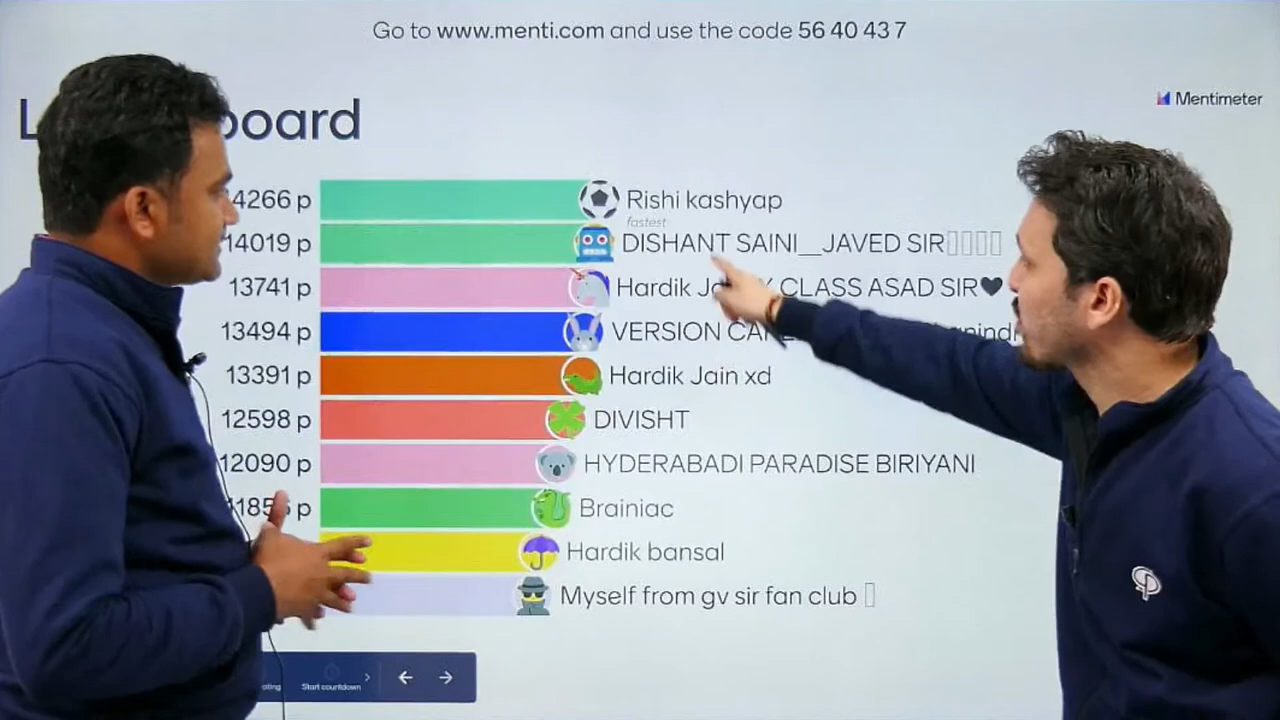 Go to www.menti.com and use the code 56 40 43 7
Mentimeter
4266 p Rishi kashyap
fastest
14019 p DISHANT SAINI__JAVED SIR
13741 p Hardik CLASS ASAD SIR🖤
13494 p VERSION
13391 p Hardik Jain xd
12598 p DIVISHT
12090 p HYDERABADI PARADISE BIRIYANI
Brainiac
Hardik bansal
Myself from gv sir fan club
Start countdown